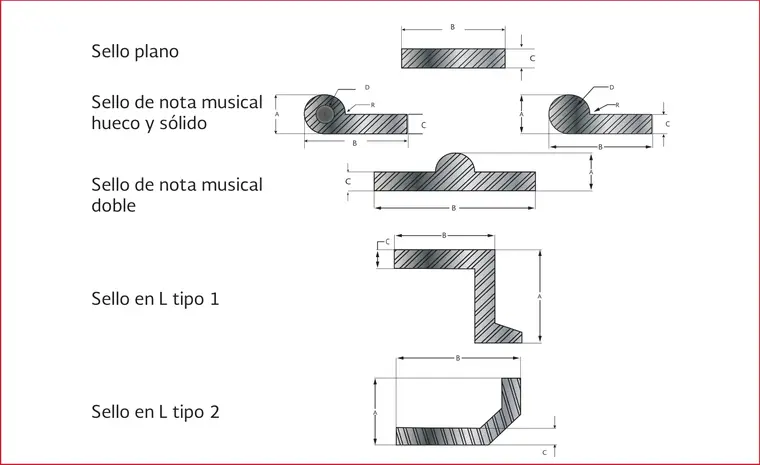 Sello plano
B
C
Sello de nota musical
hueco y sólido
A
D
R
C
B
A
D
R
C
B
Sello de nota musical
doble
C
A
B
Sello en L tipo 1
C
B
A
Sello en L tipo 2
B
A
C